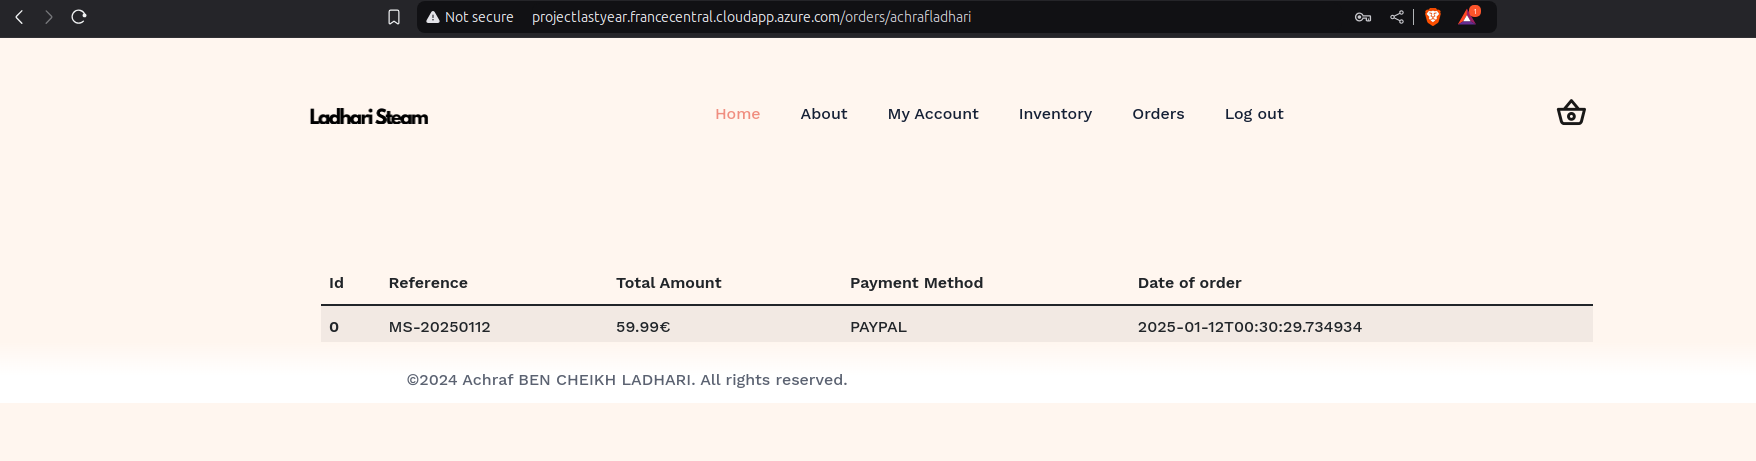 Not secure projectlastyear.francecentral.cloudapp.azure.com/orders/achrafladhari 1
Ladhari Steam Home About My Account Inventory Orders Log out
Id Reference Total Amount Payment Method Date of order
0 MS-20250112 59.99€ PAYPAL 2025-01-12T00:30:29.734934
©2024 Achraf BEN CHEIKH LADHARI. All rights reserved.